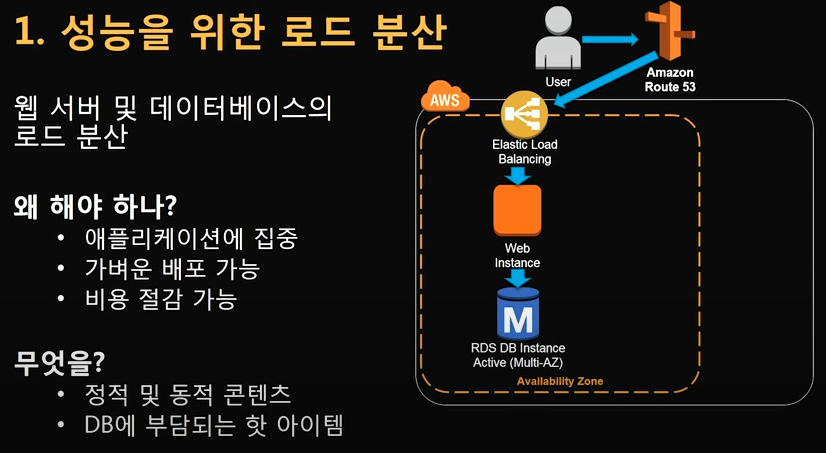 1. 성능을 위한 로드 분산
웹 서버 및 데이터베이스의
로드 분산
왜 해야 하나?
• 애플리케이션에 집중
• 가벼운 배포 가능
• 비용 절감 가능
무엇을?
• 정적 및 동적 콘텐츠
• DB에 부담되는 핫 아이템
User
Amazon
Route 53
AWS
Elastic Load
Balancing
Web
Instance
M
RDS DB Instance
Active (Multi-AZ)
Availability Zone